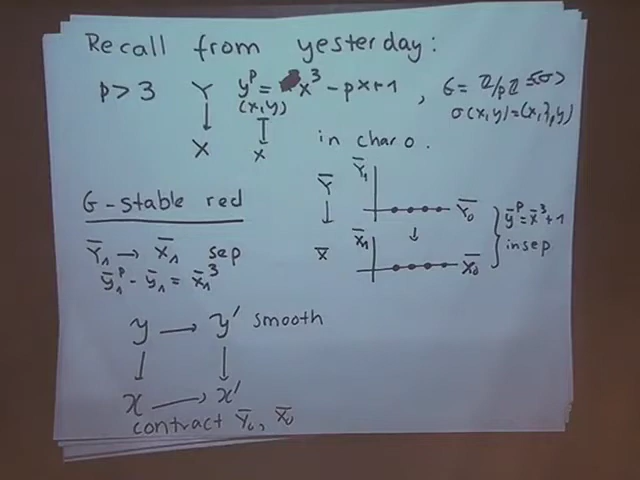 Recall from yesterday:
p > 3 Y y^p = x^3 - px + 1, G = ℤ/pℤ = <σ>
(x,y) σ(x,y) = (x, ζ_p y)
X x in char 0.
G-stable red
Ȳ Ȳ_1 Ȳ_0
X̄ X̄_1 X̄_0
ȳ^p = x̄^3 + 1
insep.
Ȳ_1 → X̄_1 sep
ȳ_1^p - ȳ_1 = x̄_1^3
𝒴 → 𝒴' smooth
𝒳 → 𝒳'
contract Ȳ_0, X̄_0